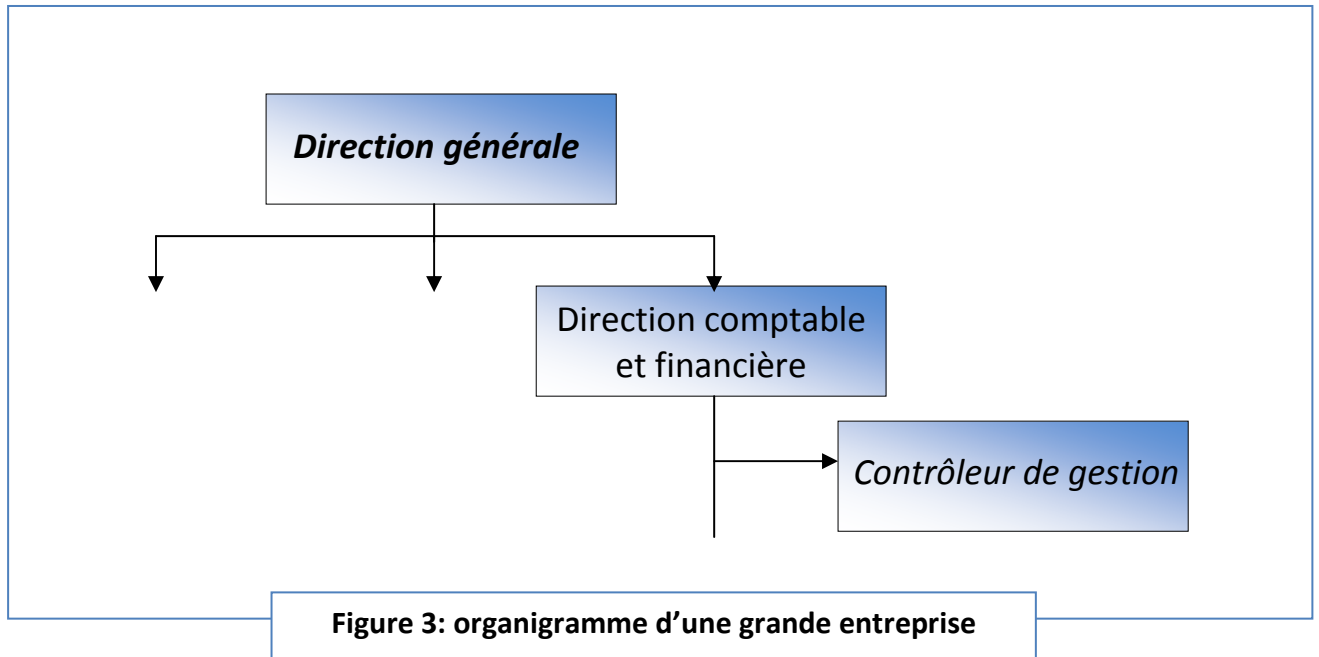 Direction générale
Direction comptable
et financière
Contrôleur de gestion
Figure 3: organigramme d’une grande entreprise